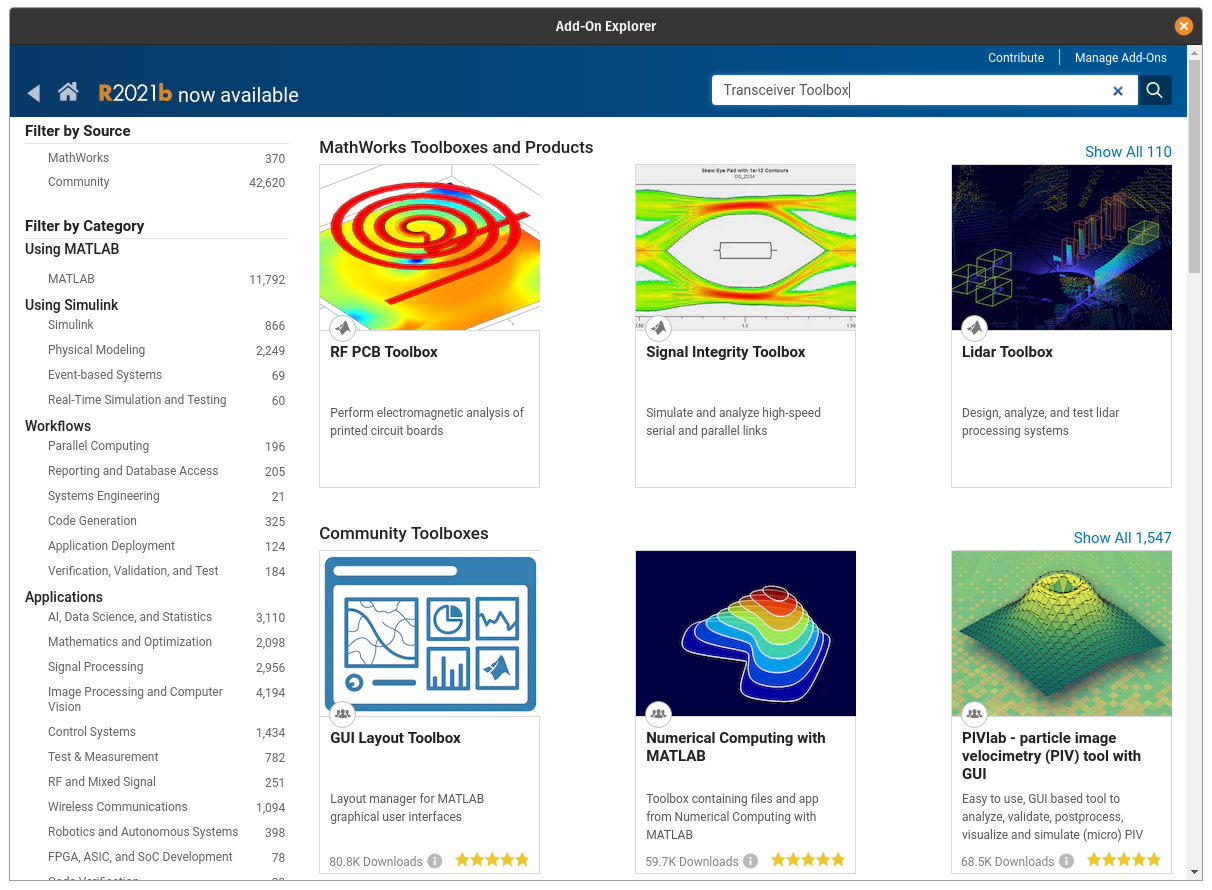 Add-On Explorer
Contribute
Manage Add-Ons
R2021b now available
Transceiver Toolbox
Filter by Source
MathWorks 370
Community 42,620
Filter by Category
Using MATLAB
MATLAB 11,792
Using Simulink
Simulink 866
Physical Modeling 2,249
Event-based Systems 69
Real-Time Simulation and Testing 60
Workflows
Parallel Computing 196
Reporting and Database Access 205
Systems Engineering 21
Code Generation 325
Application Deployment 124
Verification, Validation, and Test 184
Applications
AI, Data Science, and Statistics 3,110
Mathematics and Optimization 2,098
Signal Processing 2,956
Image Processing and Computer 4,194
Vision
Control Systems 1,434
Test & Measurement 782
RF and Mixed Signal 251
Wireless Communications 1,094
Robotics and Autonomous Systems 398
FPGA, ASIC, and SoC Development 78
MathWorks Toolboxes and Products
Show All 110
RF PCB Toolbox
Perform electromagnetic analysis of
printed circuit boards
Skew Eye Pad with 1e-12 Contours
1.0
1.50
Signal Integrity Toolbox
Simulate and analyze high-speed
serial and parallel links
Lidar Toolbox
Design, analyze, and test lidar
processing systems
Community Toolboxes
Show All 1,547
GUI Layout Toolbox
Layout manager for MATLAB
graphical user interfaces
80.8K Downloads
Numerical Computing with
MATLAB
Toolbox containing files and app
from Numerical Computing with
MATLAB
59.7K Downloads
PIVlab - particle image
velocimetry (PIV) tool with
GUI
Easy to use, GUI based tool to
analyze, validate, postprocess,
visualize and simulate (micro) PIV
68.5K Downloads